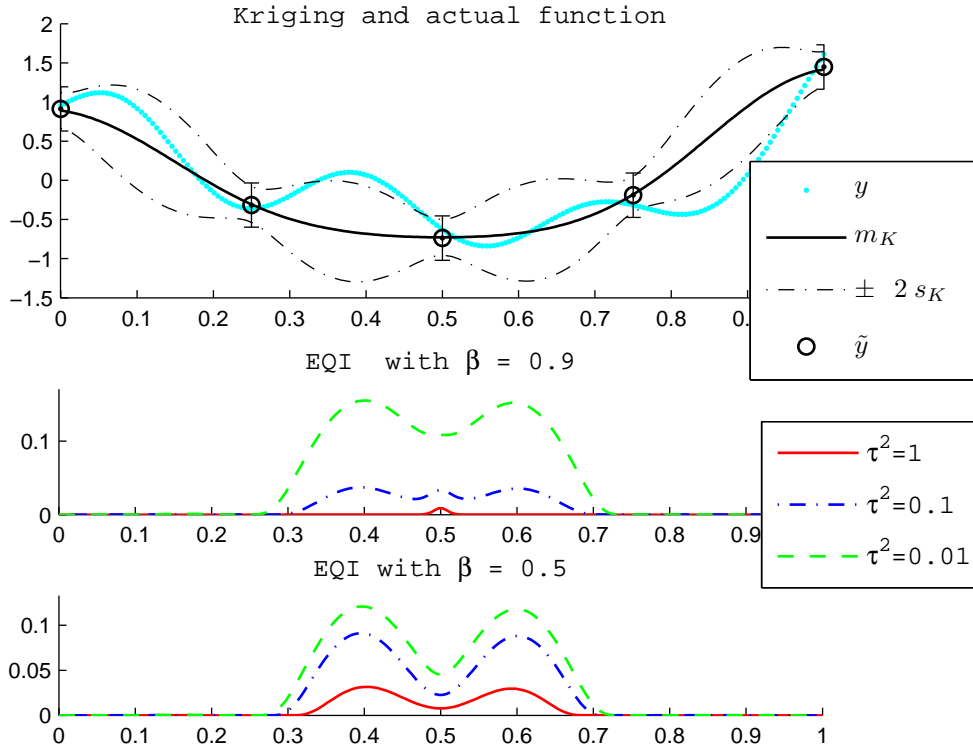 Kriging and actual function
2
1.5
1
0.5
0
−0.5
−1
−1.5
0 0.1 0.2 0.3 0.4 0.5 0.6 0.7 0.8 0.
y
m_K
± 2 s_K
ỹ
EQI with β = 0.9
0.1
0
0 0.1 0.2 0.3 0.4 0.5 0.6 0.7 0.8 0.9
τ²=1
τ²=0.1
τ²=0.01
EQI with β = 0.5
0.1
0.05
0
0 0.1 0.2 0.3 0.4 0.5 0.6 0.7 0.8 0.9 1